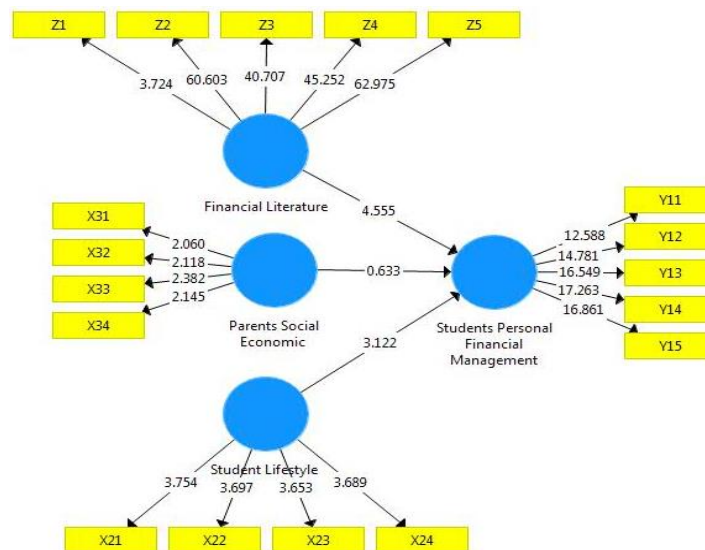 Z1
Z2
Z3
Z4
Z5
3.724
60.603
40.707
45.252
62.975
Financial Literature
4.555
X31
X32
X33
X34
2.060
2.118
2.382
2.145
Parents Social
Economic
0.633
Y11
Y12
Y13
Y14
Y15
12.588
14.781
16.549
17.263
16.861
Students Personal
Financial
Management
3.122
Student Lifestyle
3.754
3.697
3.653
3.689
X21
X22
X23
X24